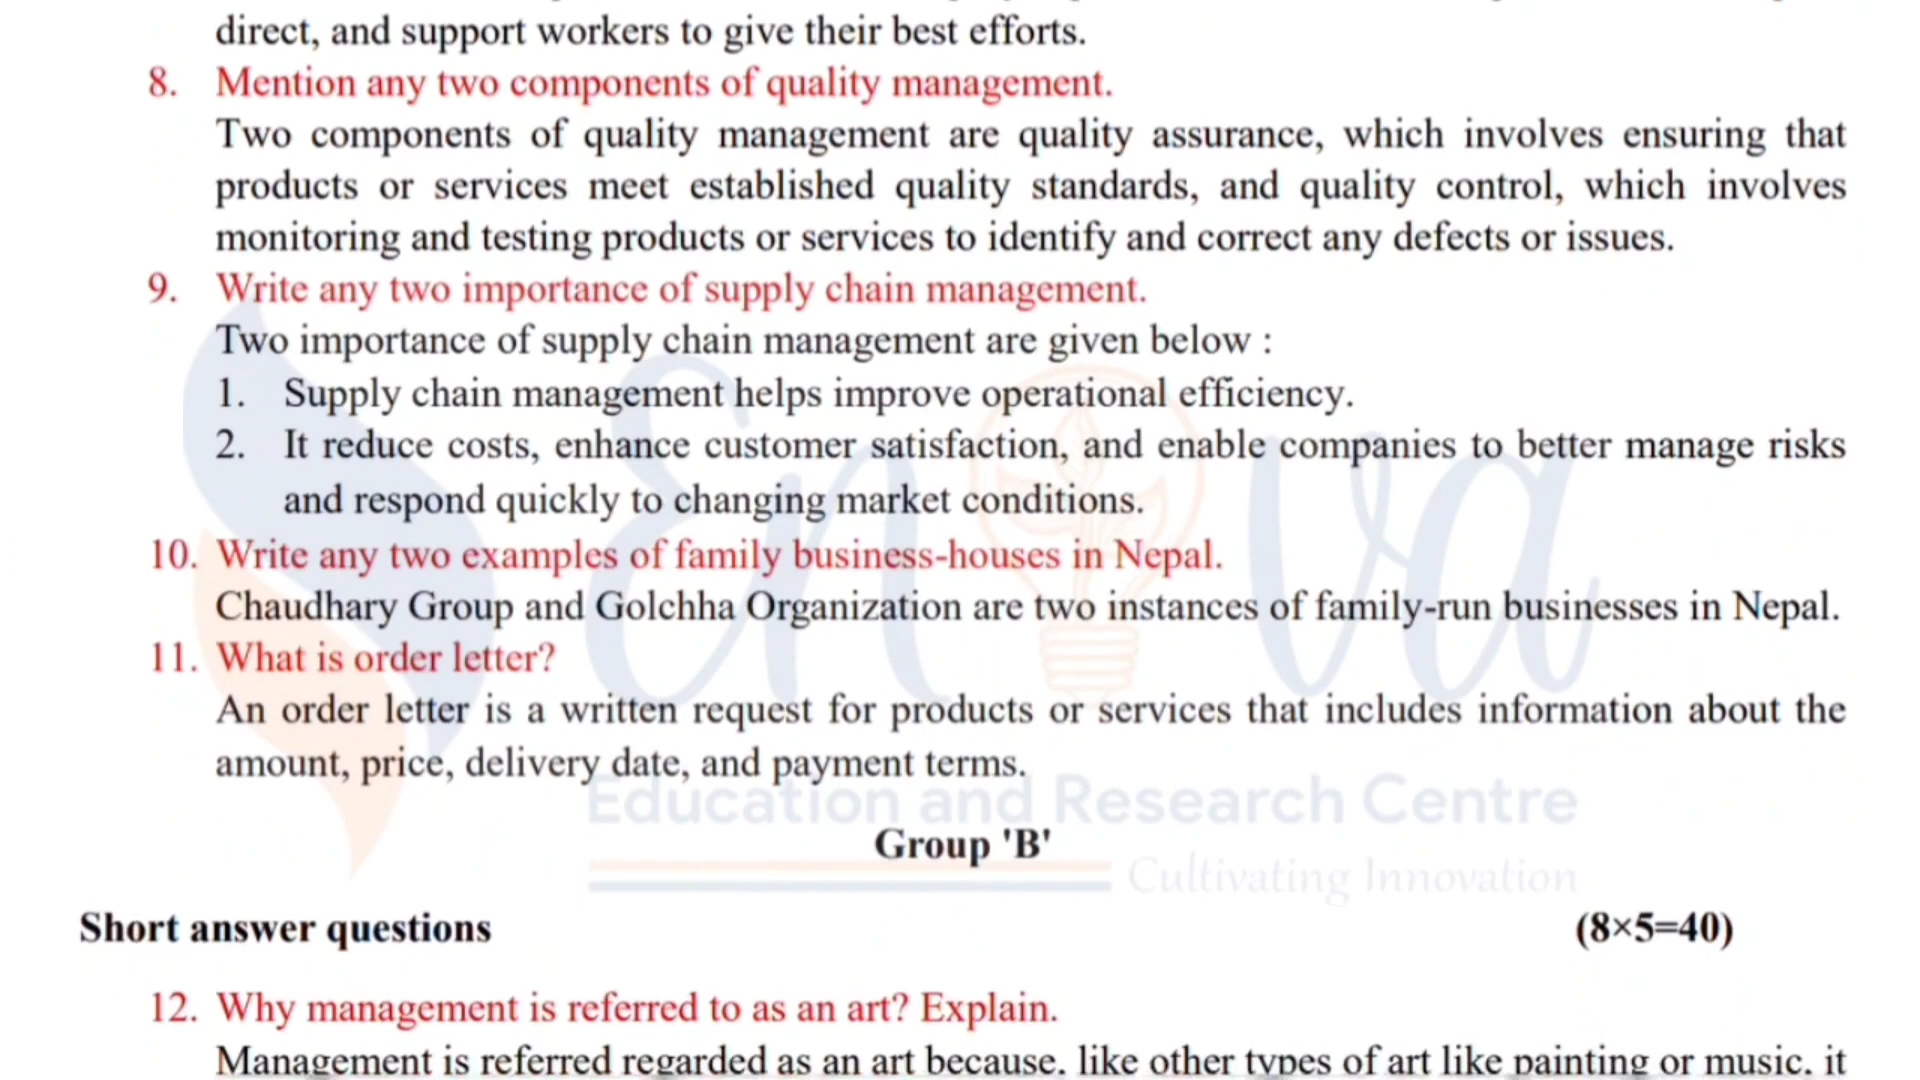 direct, and support workers to give their best efforts.
8. Mention any two components of quality management.
Two components of quality management are quality assurance, which involves ensuring that
products or services meet established quality standards, and quality control, which involves
monitoring and testing products or services to identify and correct any defects or issues.
9. Write any two importance of supply chain management.
Two importance of supply chain management are given below :
1. Supply chain management helps improve operational efficiency.
2. It reduce costs, enhance customer satisfaction, and enable companies to better manage risks
and respond quickly to changing market conditions.
10. Write any two examples of family business-houses in Nepal.
Chaudhary Group and Golchha Organization are two instances of family-run businesses in Nepal.
11. What is order letter?
An order letter is a written request for products or services that includes information about the
amount, price, delivery date, and payment terms.
Enova
Education and Research Centre
Group 'B'
Cultivating Innovation
Short answer questions (8×5=40)
12. Why management is referred to as an art? Explain.
Management is referred regarded as an art because, like other types of art like painting or music, it